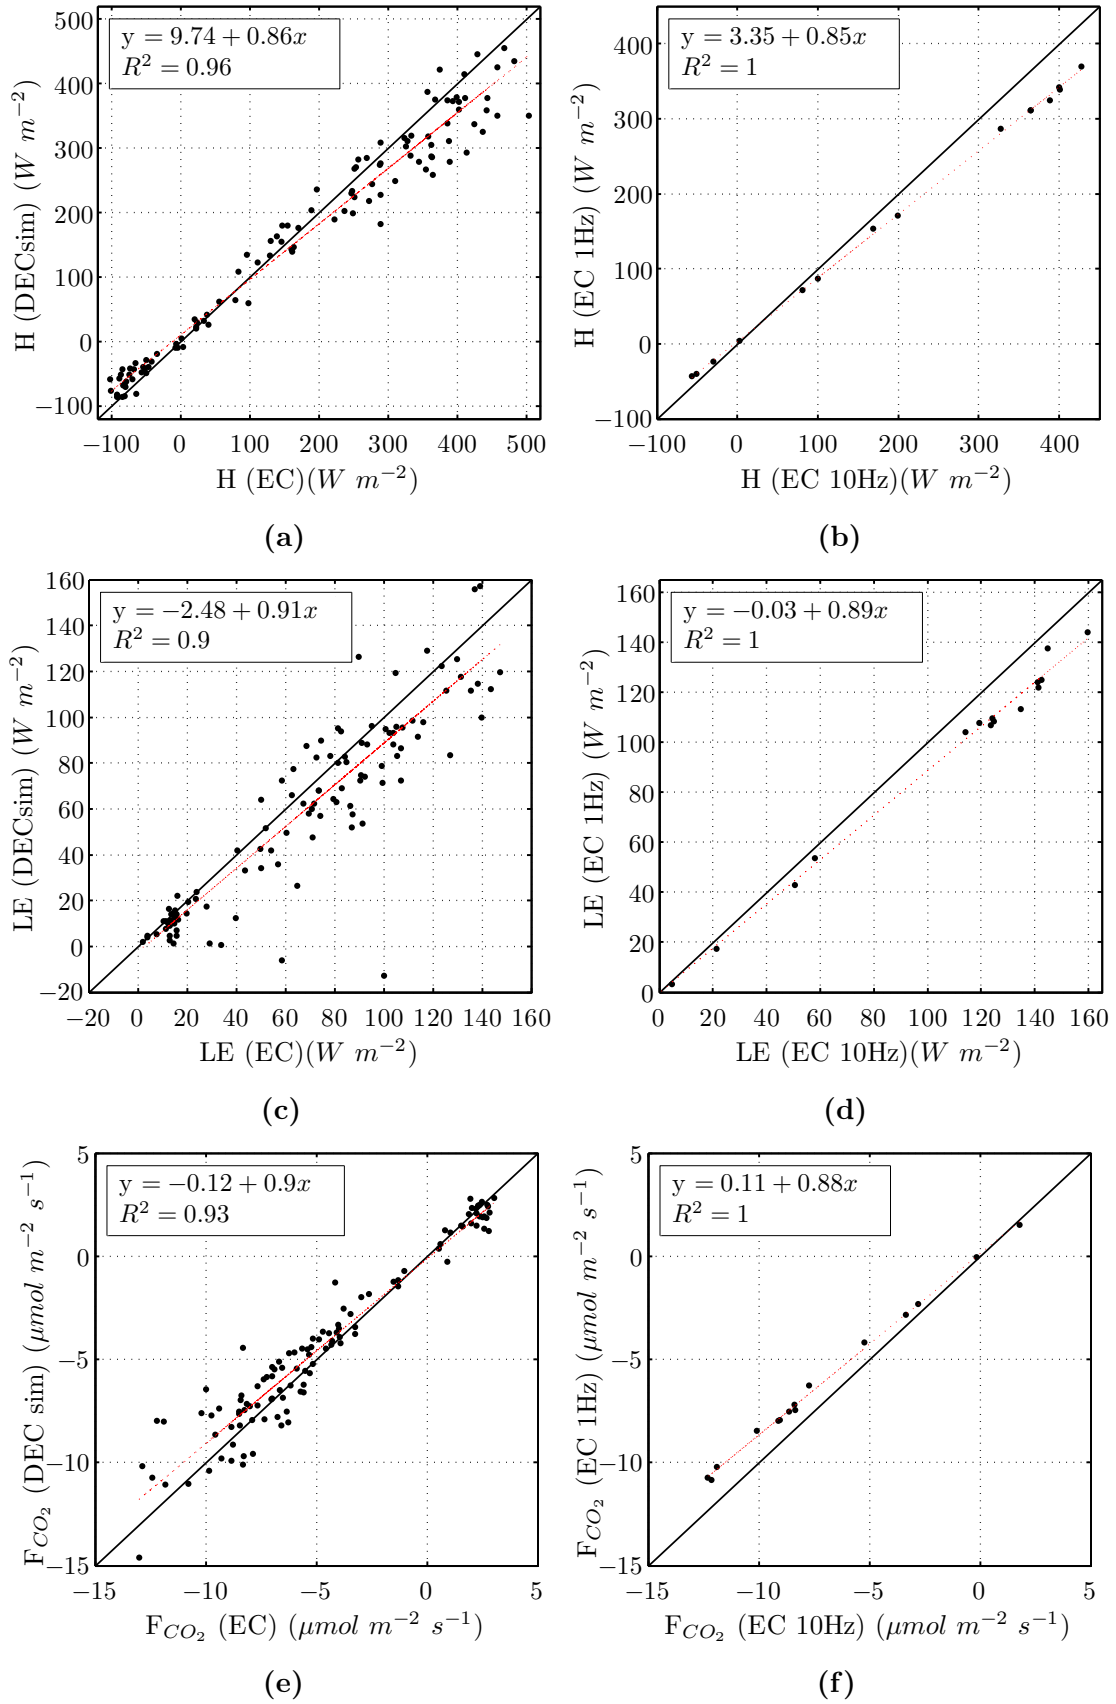 y = 9.74 + 0.86x
R² = 0.96
500
400
300
200
100
0
−100
−100 0 100 200 300 400 500
H (DECsim) (W m⁻²)
H (EC)(W m⁻²)
(a)
y = 3.35 + 0.85x
R² = 1
400
300
200
100
0
−100
−100 0 100 200 300 400
H (EC 1Hz) (W m⁻²)
H (EC 10Hz)(W m⁻²)
(b)
y = −2.48 + 0.91x
R² = 0.9
160
140
120
100
80
60
40
20
0
−20
−20 0 20 40 60 80 100 120 140 160
LE (DECsim) (W m⁻²)
LE (EC)(W m⁻²)
(c)
y = −0.03 + 0.89x
R² = 1
160
140
120
100
80
60
40
20
0
0 20 40 60 80 100 120 140 160
LE (EC 1Hz) (W m⁻²)
LE (EC 10Hz)(W m⁻²)
(d)
y = −0.12 + 0.9x
R² = 0.93
5
0
−5
−10
−15
−15 −10 −5 0 5
F_CO₂ (DEC sim) (μmol m⁻² s⁻¹)
F_CO₂ (EC) (μmol m⁻² s⁻¹)
(e)
y = 0.11 + 0.88x
R² = 1
5
0
−5
−10
−15
−15 −10 −5 0 5
F_CO₂ (EC 1Hz) (μmol m⁻² s⁻¹)
F_CO₂ (EC 10Hz) (μmol m⁻² s⁻¹)
(f)